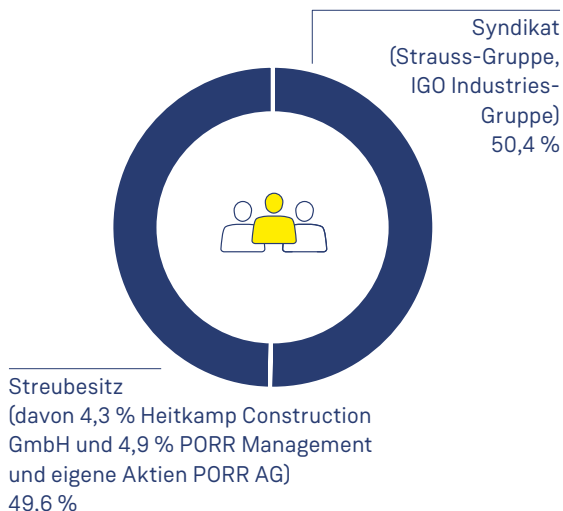 Syndikat
(Strauss-Gruppe,
IGO Industries-
Gruppe)
50,4 %
Streubesitz
(davon 4,3 % Heitkamp Construction
GmbH und 4,9 % PORR Management
und eigene Aktien PORR AG)
49,6 %